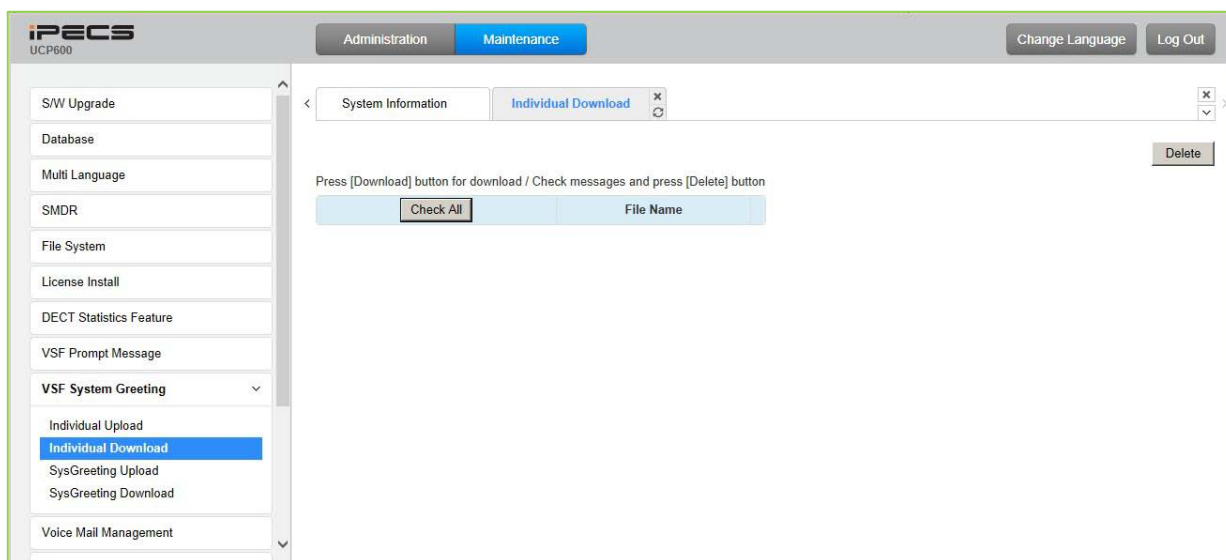 iPECS
UCP600
Administration
Maintenance
Change Language
Log Out
S/W Upgrade
Database
Multi Language
SMDR
File System
License Install
DECT Statistics Feature
VSF Prompt Message
VSF System Greeting
Individual Upload
Individual Download
SysGreeting Upload
SysGreeting Download
Voice Mail Management
System Information
Individual Download
Delete
Press [Download] button for download / Check messages and press [Delete] button
Check All
File Name